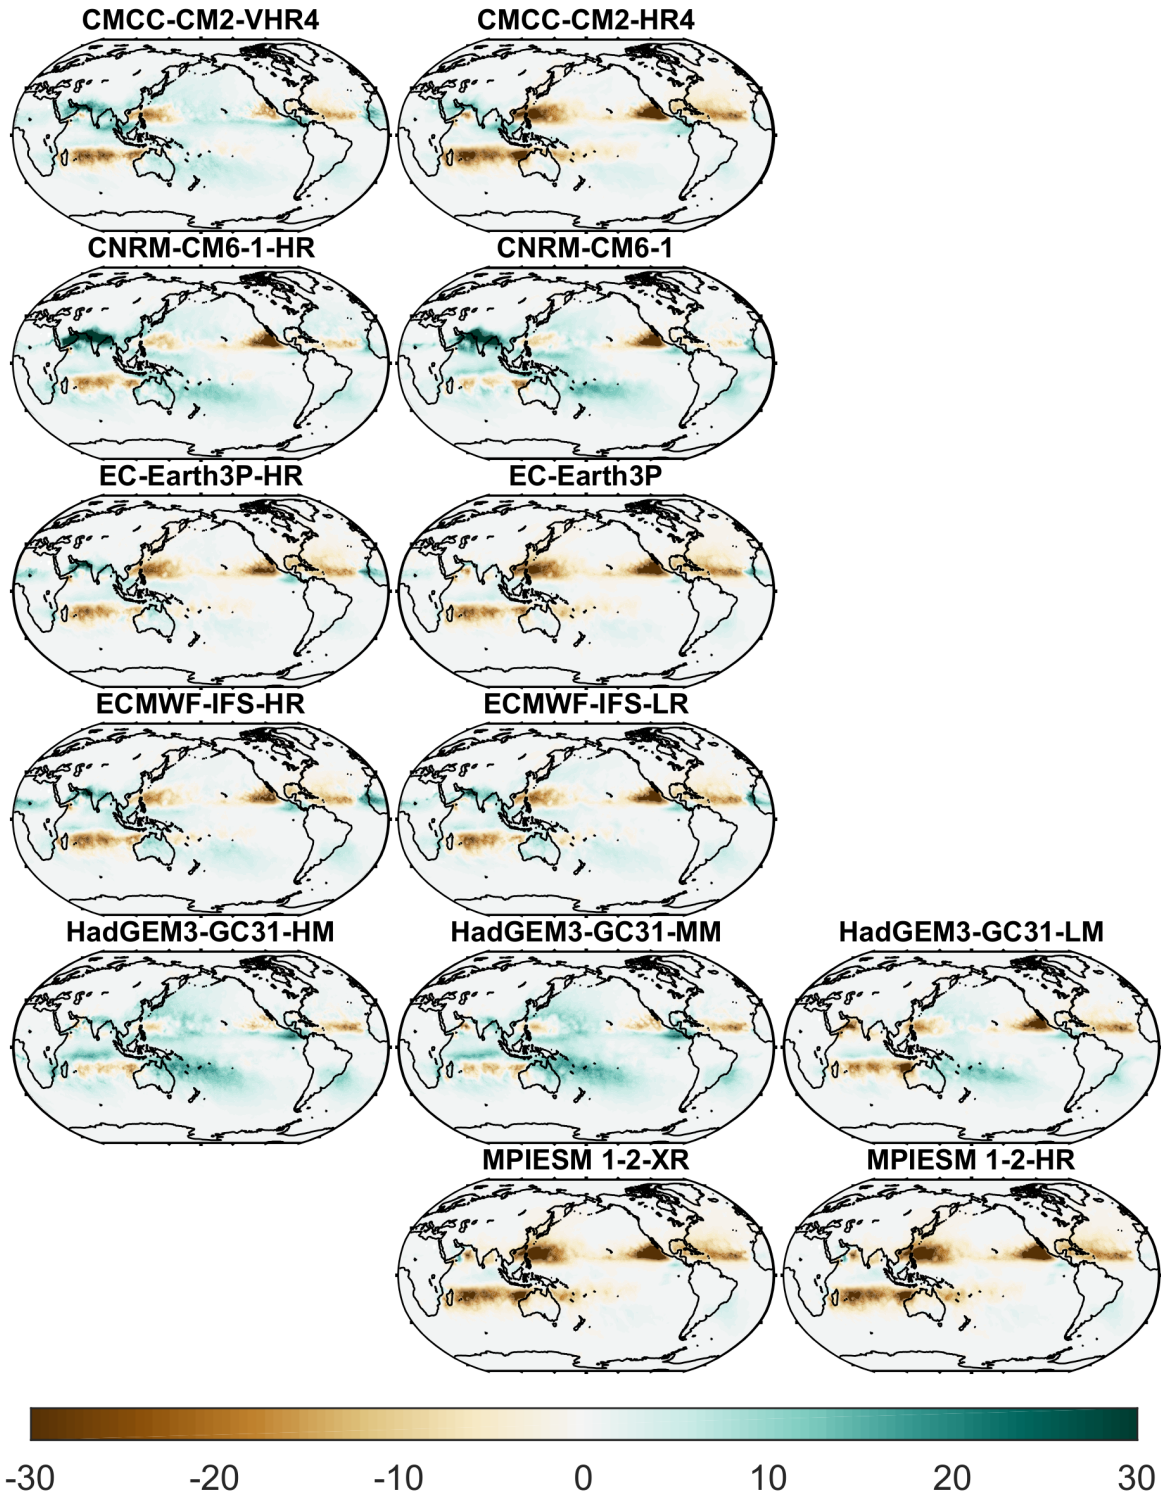 CMCC-CM2-VHR4 CMCC-CM2-HR4
CNRM-CM6-1-HR CNRM-CM6-1
EC-Earth3P-HR EC-Earth3P
ECMWF-IFS-HR ECMWF-IFS-LR
HadGEM3-GC31-HM HadGEM3-GC31-MM HadGEM3-GC31-LM
MPIESM 1-2-XR MPIESM 1-2-HR
-30 -20 -10 0 10 20 30